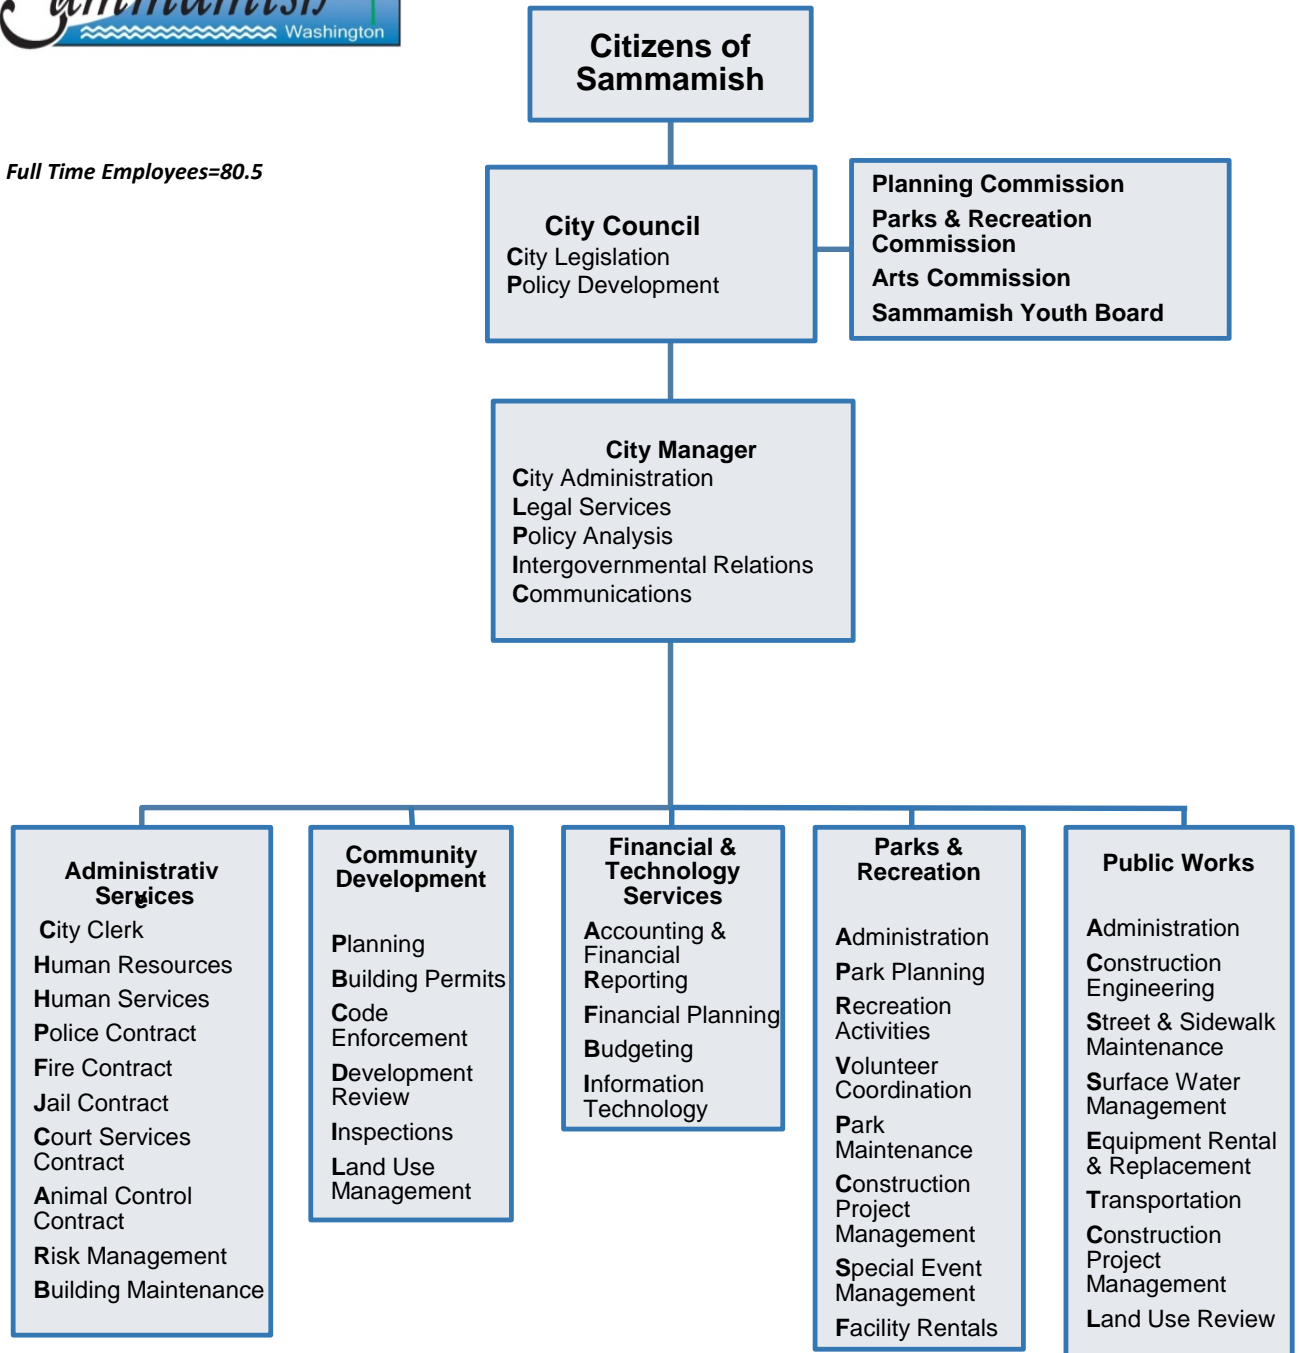 Sammamish
Washington
Citizens of
Sammamish
Full Time Employees=80.5
City Council
City Legislation
Policy Development
Planning Commission
Parks & Recreation
Commission
Arts Commission
Sammamish Youth Board
City Manager
City Administration
Legal Services
Policy Analysis
Intergovernmental Relations
Communications
Administrativ
e
Services
City Clerk
Human Resources
Human Services
Police Contract
Fire Contract
Jail Contract
Court Services
Contract
Animal Control
Contract
Risk Management
Building Maintenance
Community
Development
Planning
Building Permits
Code
Enforcement
Development
Review
Inspections
Land Use
Management
Financial &
Technology
Services
Accounting &
Financial
Reporting
Financial Planning
Budgeting
Information
Technology
Parks &
Recreation
Administration
Park Planning
Recreation
Activities
Volunteer
Coordination
Park
Maintenance
Construction
Project
Management
Special Event
Management
Facility Rentals
Public Works
Administration
Construction
Engineering
Street & Sidewalk
Maintenance
Surface Water
Management
Equipment Rental
& Replacement
Transportation
Construction
Project
Management
Land Use Review